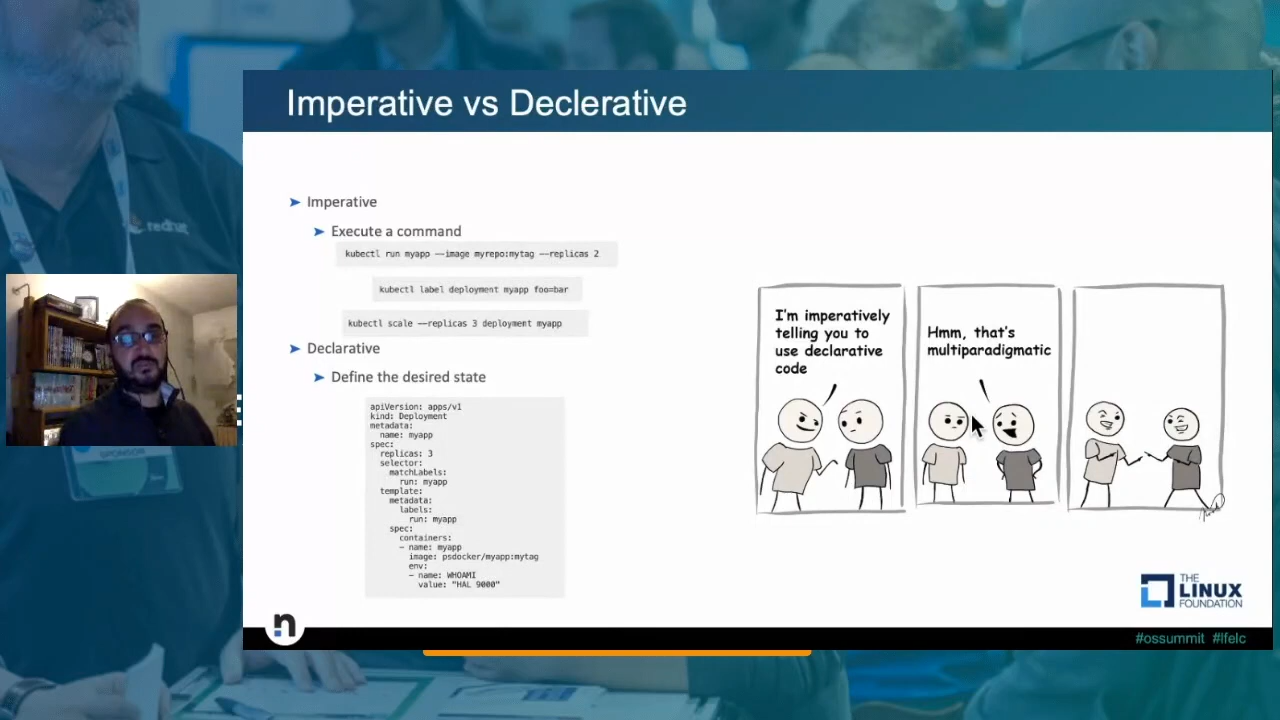 Imperative vs Declerative
➤ Imperative
➤ Execute a command
kubectl run myapp --image myrepo:mytag --replicas 2
kubectl label deployment myapp foo=bar
kubectl scale --replicas 3 deployment myapp
➤ Declarative
➤ Define the desired state
apiVersion: apps/v1
kind: Deployment
metadata:
  name: myapp
spec:
  replicas: 3
  selector:
    matchLabels:
      run: myapp
  template:
    metadata:
      labels:
        run: myapp
    spec:
      containers:
      - name: myapp
        image: psdocker/myapp:mytag
        env:
        - name: WHOAMI
          value: "HAL 9000"
I'm imperatively
telling you to
use declarative
code
Hmm, that's
multiparadigmatic
THE
LINUX
FOUNDATION
n
#ossummit #lfelc
redhat
SPONSOR